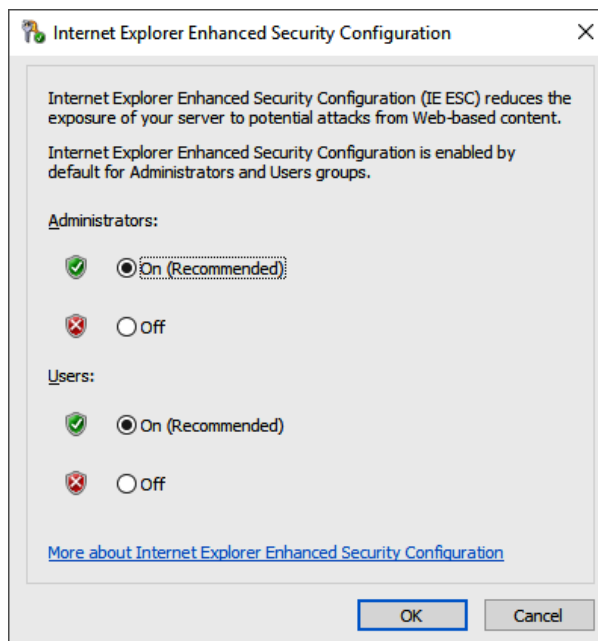 Internet Explorer Enhanced Security Configuration
Internet Explorer Enhanced Security Configuration (IE ESC) reduces the
exposure of your server to potential attacks from Web-based content.
Internet Explorer Enhanced Security Configuration is enabled by
default for Administrators and Users groups.
Administrators:
On (Recommended)
Off
Users:
On (Recommended)
Off
More about Internet Explorer Enhanced Security Configuration
OK Cancel